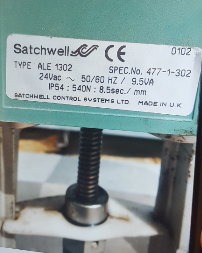 Satchwell CE 0102
TYPE ALE 1302 SPEC.No. 477-1-302
24Vac ~ 50/60 HZ / 9.5VA
IP54 : 540N : 8.5sec./mm
SATCHWELL CONTROL SYSTEMS LTD MADE IN U.K